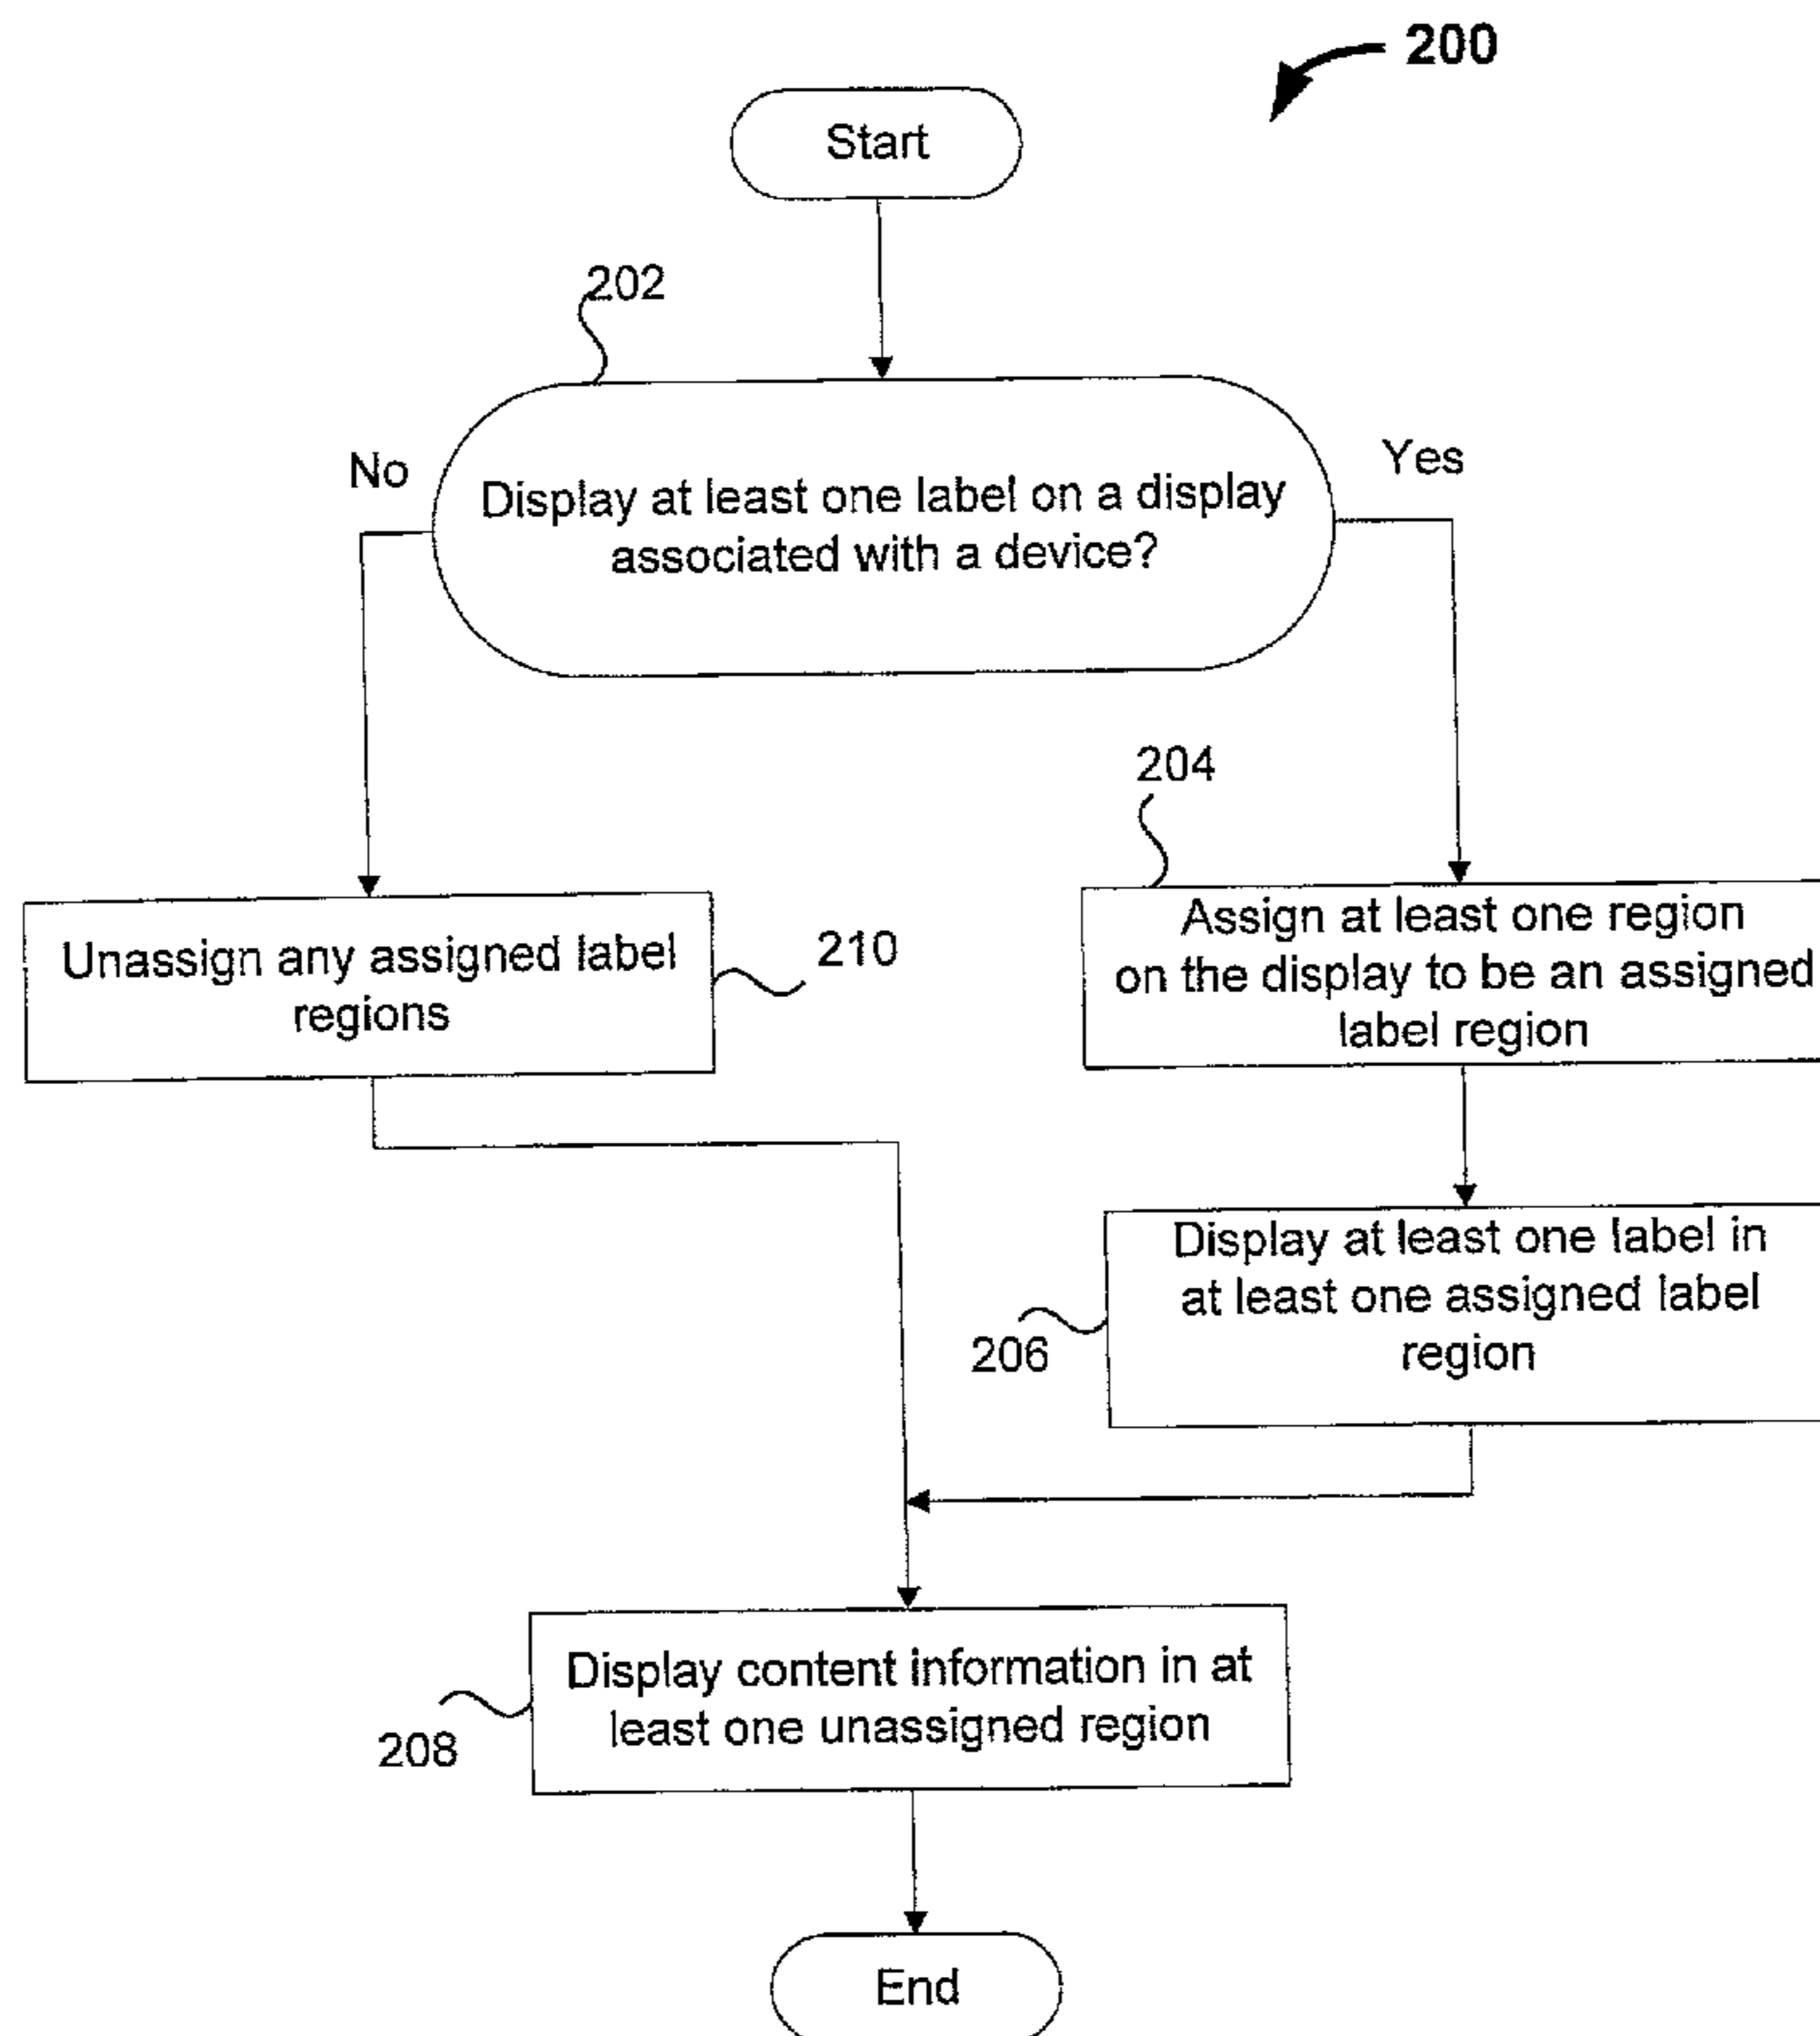 200
Start
202
No
Yes
Display at least one label on a display
associated with a device?
204
Unassign any assigned label
regions
210
Assign at least one region
on the display to be an assigned
label region
Display at least one label in
at least one assigned label
region
206
Display content information in at
least one unassigned region
208
End